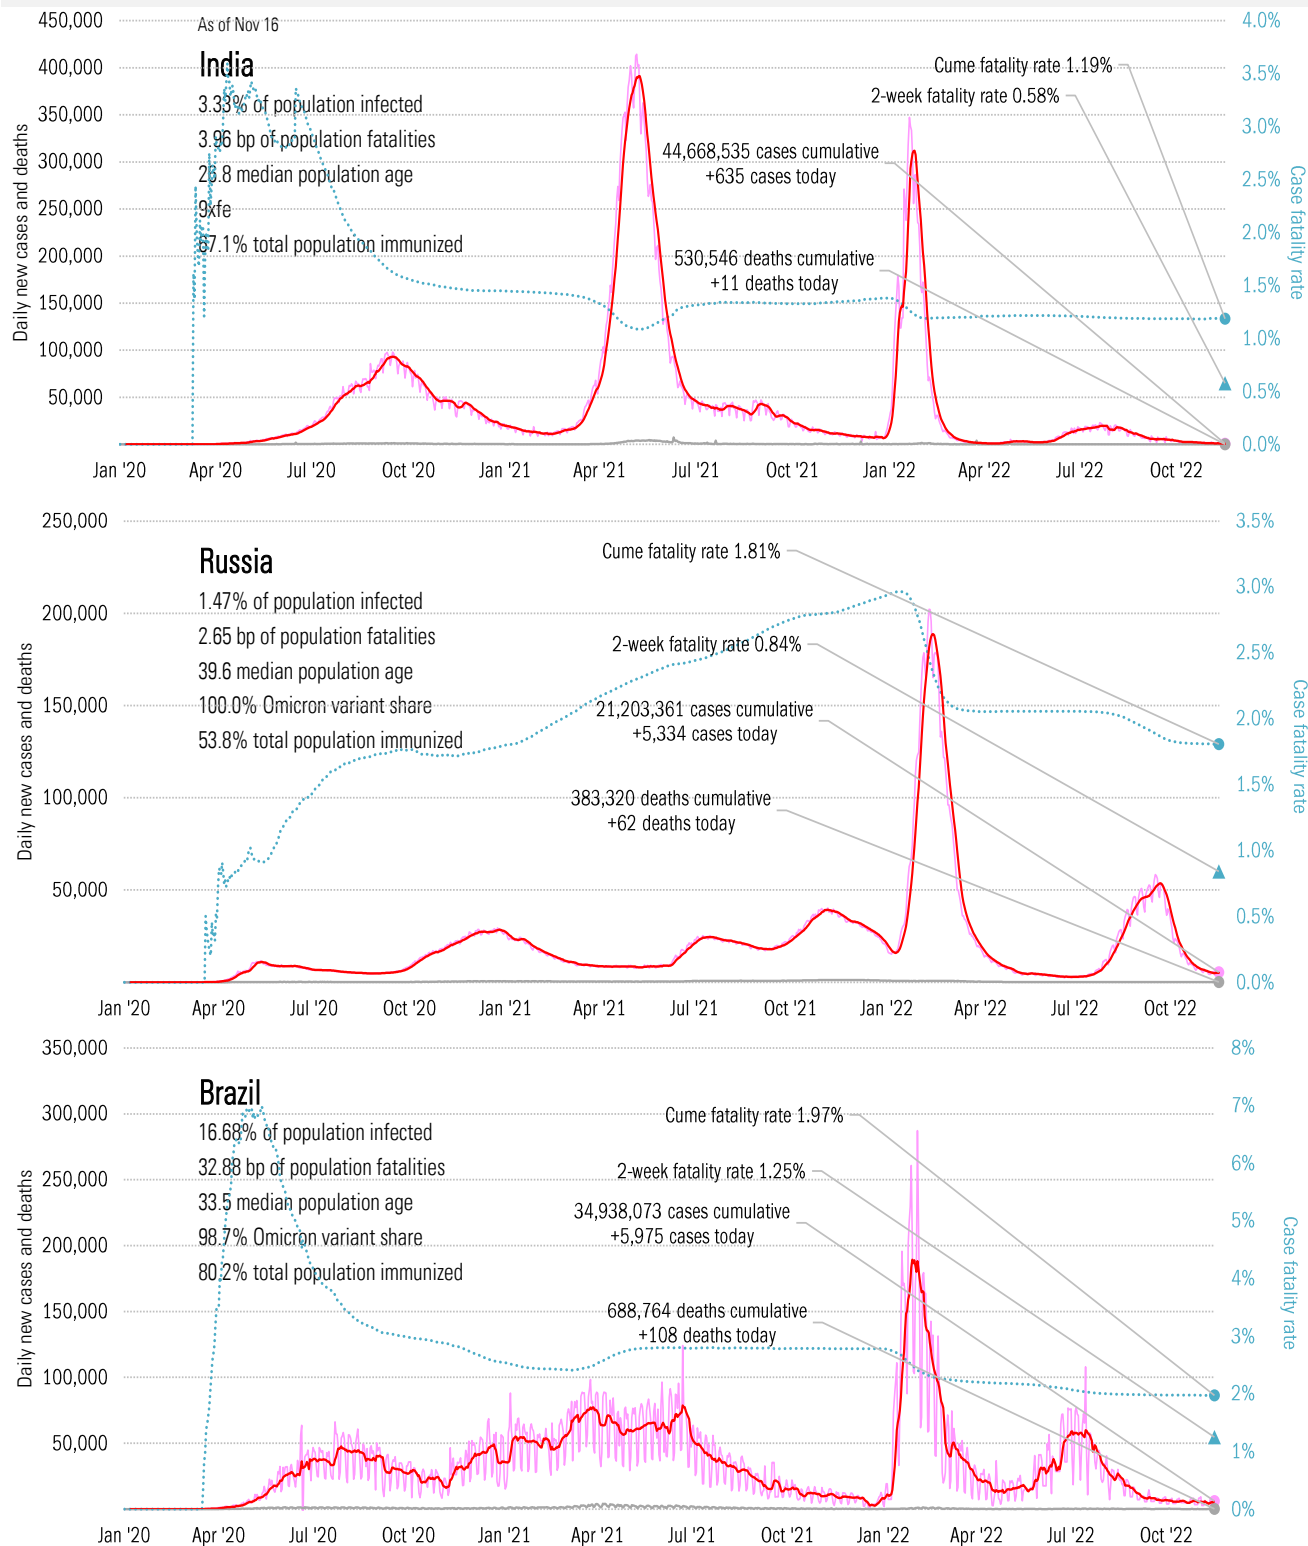 450,000
400,000
350,000
300,000
250,000
200,000
150,000
100,000
50,000
Daily new cases and deaths
As of Nov 16
India
3.33% of population infected
3.96 bp of population fatalities
28.8 median population age
9xfe
67.1% total population immunized
Cume fatality rate 1.19%
2-week fatality rate 0.58%
44,668,535 cases cumulative
+635 cases today
530,546 deaths cumulative
+11 deaths today
4.0%
3.5%
3.0%
2.5%
2.0%
1.5%
1.0%
0.5%
0.0%
Case fatality rate
Jan '20 Apr '20 Jul '20 Oct '20 Jan '21 Apr '21 Jul '21 Oct '21 Jan '22 Apr '22 Jul '22 Oct '22
250,000
200,000
150,000
100,000
50,000
Daily new cases and deaths
Russia
1.47% of population infected
2.65 bp of population fatalities
39.6 median population age
100.0% Omicron variant share
53.8% total population immunized
Cume fatality rate 1.81%
2-week fatality rate 0.84%
21,203,361 cases cumulative
+5,334 cases today
383,320 deaths cumulative
+62 deaths today
3.5%
3.0%
2.5%
2.0%
1.5%
1.0%
0.5%
0.0%
Case fatality rate
Jan '20 Apr '20 Jul '20 Oct '20 Jan '21 Apr '21 Jul '21 Oct '21 Jan '22 Apr '22 Jul '22 Oct '22
350,000
300,000
250,000
200,000
150,000
100,000
50,000
Daily new cases and deaths
Brazil
16.68% of population infected
32.88 bp of population fatalities
33.5 median population age
98.7% Omicron variant share
80.2% total population immunized
Cume fatality rate 1.97%
2-week fatality rate 1.25%
34,938,073 cases cumulative
+5,975 cases today
688,764 deaths cumulative
+108 deaths today
8%
7%
6%
5%
4%
3%
2%
1%
0%
Case fatality rate
Jan '20 Apr '20 Jul '20 Oct '20 Jan '21 Apr '21 Jul '21 Oct '21 Jan '22 Apr '22 Jul '22 Oct '22